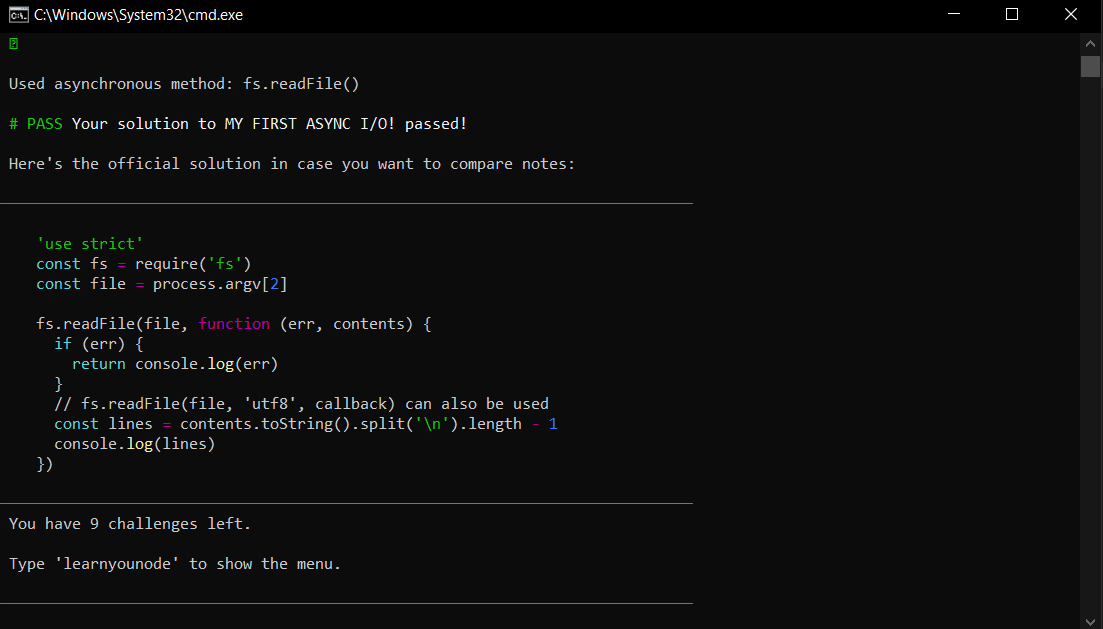 C:\Windows\System32\cmd.exe
Used asynchronous method: fs.readFile()
# PASS Your solution to MY FIRST ASYNC I/O! passed!
Here's the official solution in case you want to compare notes:
'use strict'
const fs = require('fs')
const file = process.argv[2]
fs.readFile(file, function (err, contents) {
if (err) {
return console.log(err)
}
// fs.readFile(file, 'utf8', callback) can also be used
const lines = contents.toString().split('\n').length - 1
console.log(lines)
})
You have 9 challenges left.
Type 'learnyounode' to show the menu.